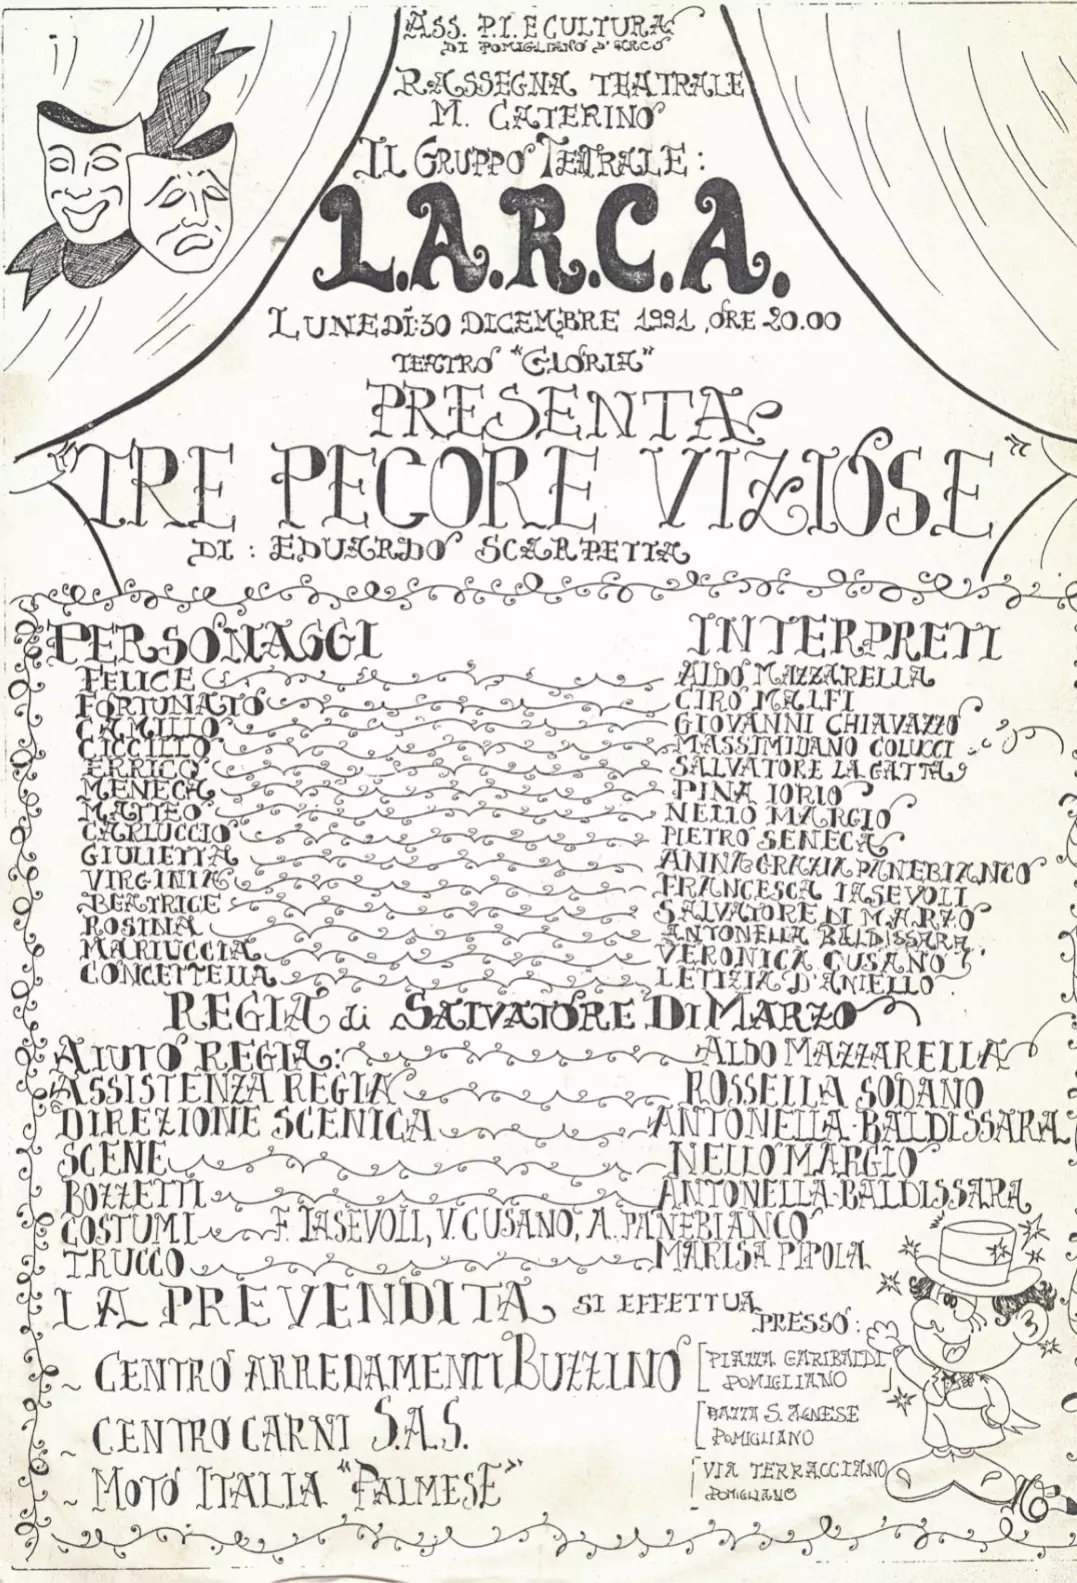 ASS. P.I. E CULTURA
DI POMIGLIANO D'ARCO
RASSEGNA TEATRALE
M. CATERINO
IL GRUPPO TEATRALE:
L.A.R.C.A.
LUNEDÌ: 30 DICEMBRE 1991, ORE 20.00
TEATRO "GLORIA"
PRESENTA
"TRE PECORE VIZIOSE"
DI: EDUARDO SCARPETTA
PERSONAGGI INTERPRETI
FELICE ALDO MAZZARELLA
FORTUNATO CIRO MALFI
CAMILLO GIOVANNI CHIAVAZZO
CICCILLO MASSIMILIANO COLUCCI
ERRICO SALVATORE LA GATTA
MENECA PINA IORIO
MATTEO NELLO MARGIO
CARLUCCIO PIETRO SENECA
GIULIETTA ANNA GRAZIA PANEBIANCO
VIRGINIA FRANCESCA IASEVOLI
BEATRICE SALVATORE DI MARZO
ROSINA ANTONELLA BALDISSARA
MARIUCCIA VERONICA CUSANO
CONCETTELLA LETIZIA D'ANIELLO
REGIA di SALVATORE DI MARZO
AIUTO REGIA: ALDO MAZZARELLA
ASSISTENZA REGIA ROSSELLA SODANO
DIREZIONE SCENICA ANTONELLA BALDISSARA
SCENE NELLO MARGIO
BOZZETTI ANTONELLA BALDISSARA
COSTUMI F. IASEVOLI, V. CUSANO, A. PANEBIANCO
TRUCCO MARISA PIPOLA
LA PREVENDITA SI EFFETTUA PRESSO:
~ CENTRO ARREDAMENTI BUZZINO [PIAZZA GARIBALDI
POMIGLIANO
~ CENTRO CARNI S.A.S. [PIAZZA S. AGNESE
POMIGLIANO
~ MOTO ITALIA "PALMESE" [VIA TERRACCIANO
POMIGLIANO